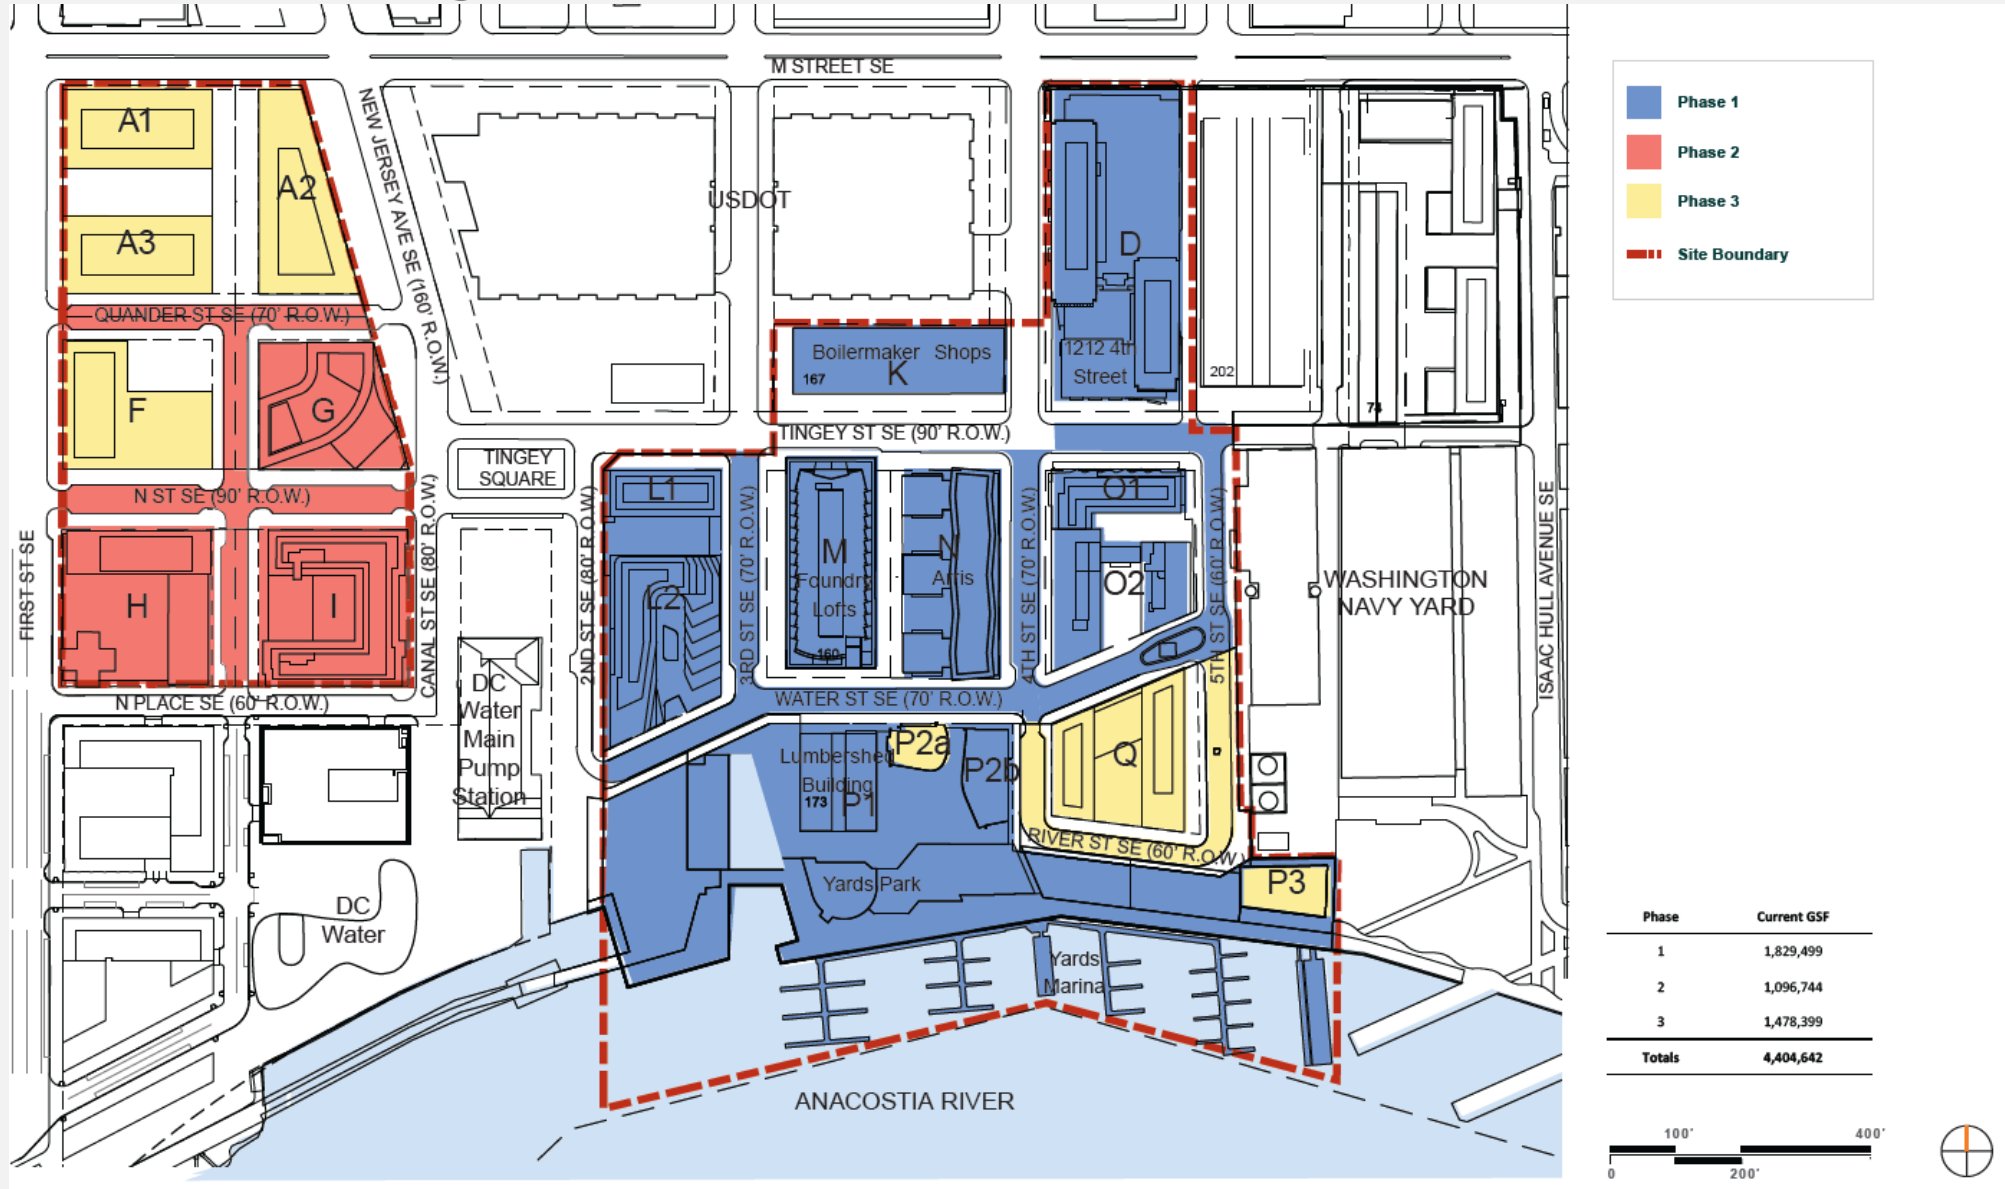 M STREET SE
A1
A2
A3
NEW JERSEY AVE SE (160' R.O.W.)
USDOT
D
QUANDER ST SE (70' R.O.W.)
Boilermaker Shops
167
K
1212 4th
Street
202
74
F
G
TINGEY ST SE (90' R.O.W.)
TINGEY
SQUARE
N ST SE (90' R.O.W.)
L1
M
Foundry
Lofts
160
N
Arris
O1
O2
L2
FIRST ST SE
H
I
CANAL ST SE (80' R.O.W.)
2ND ST SE (80' R.O.W.)
3RD ST SE (70' R.O.W.)
4TH ST SE (70' R.O.W.)
5TH ST SE (60' R.O.W.)
WASHINGTON
NAVY YARD
ISAAC HULL AVENUE SE
N PLACE SE (60' R.O.W.)
DC
Water
Main
Pump
Station
WATER ST SE (70' R.O.W.)
Lumbershed
Building
173
P1
P2a
P2b
Q
RIVER ST SE (60' R.O.W.)
Yards Park
P3
DC
Water
Yards
Marina
ANACOSTIA RIVER
Phase 1
Phase 2
Phase 3
Site Boundary
Phase Current GSF
1 1,829,499
2 1,096,744
3 1,478,399
Totals 4,404,642
100' 400'
0 200'